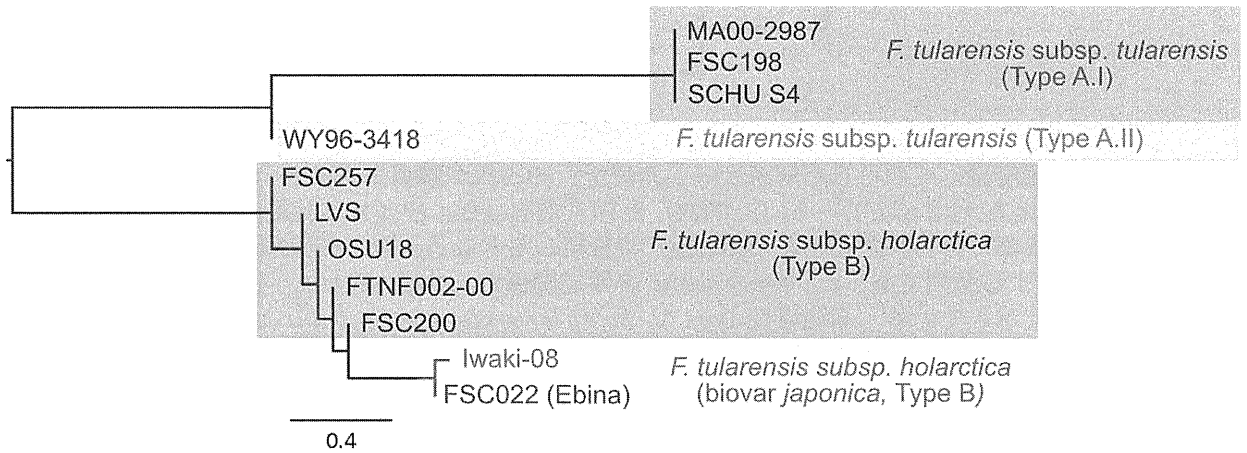 MA00-2987
FSC198
SCHU S4
F. tularensis subsp. tularensis
(Type A.I)
WY96-3418
F. tularensis subsp. tularensis (Type A.II)
FSC257
LVS
OSU18
FTNF002-00
FSC200
F. tularensis subsp. holarctica
(Type B)
Iwaki-08
FSC022 (Ebina)
F. tularensis subsp. holarctica
(biovar japonica, Type B)
0.4